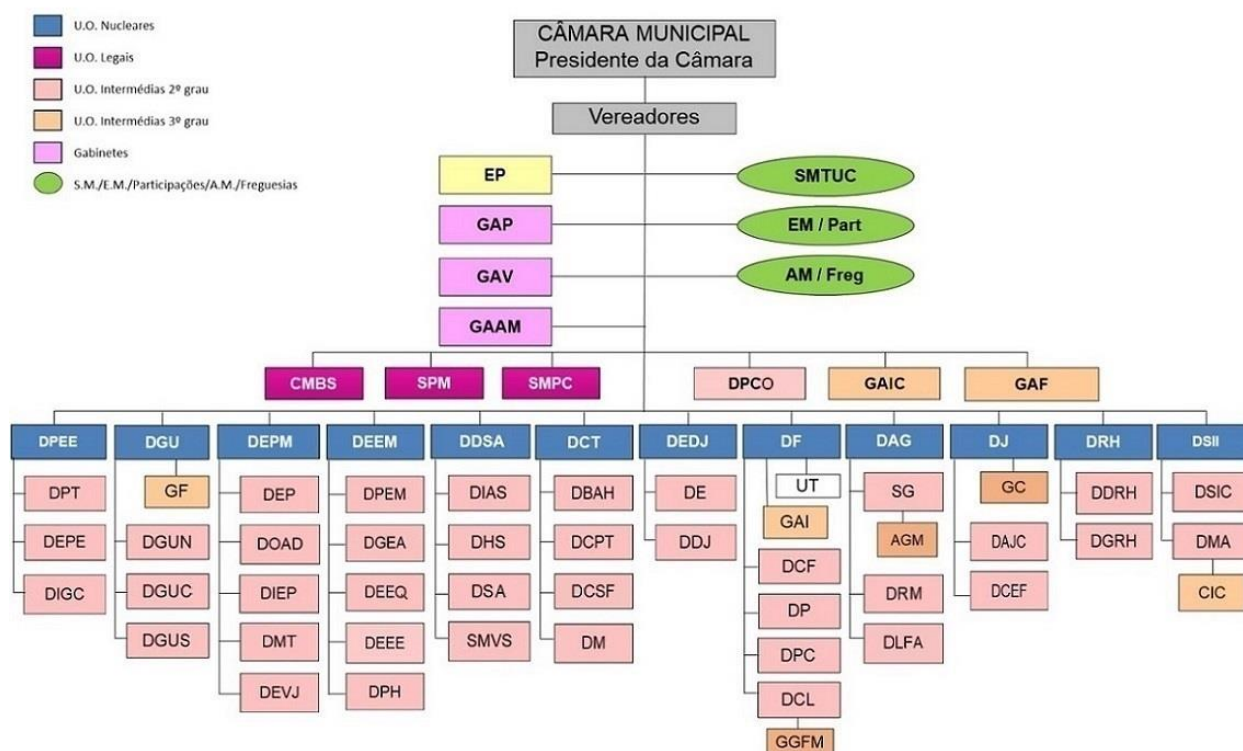 U.O. Nucleares
U.O. Legais
U.O. Intermédias 2º grau
U.O. Intermédias 3º grau
Gabinetes
S.M./E.M./Participações/A.M./Freguesias
CÂMARA MUNICIPAL
Presidente da Câmara
Vereadores
EP
SMTUC
GAP
EM / Part
GAV
AM / Freg
GAAM
CMBS
SPM
SMPC
DPCO
GAIC
GAF
DPEE
DGU
DEPM
DEEM
DDSA
DCT
DEDJ
DF
DAG
DJ
DRH
DSII
DPT
DEPE
DIGC
GF
DGUN
DGUC
DGUS
DEP
DOAD
DIEP
DMT
DEVJ
DPEM
DGEA
DEEQ
DEEE
DPH
DIAS
DHS
DSA
SMVS
DBAH
DCPT
DCSF
DM
DE
DDJ
UT
GAI
DCF
DP
DPC
DCL
GGFM
SG
AGM
DRM
DLFA
GC
DAJC
DCEF
DDRH
DGRH
DSIC
DMA
CIC